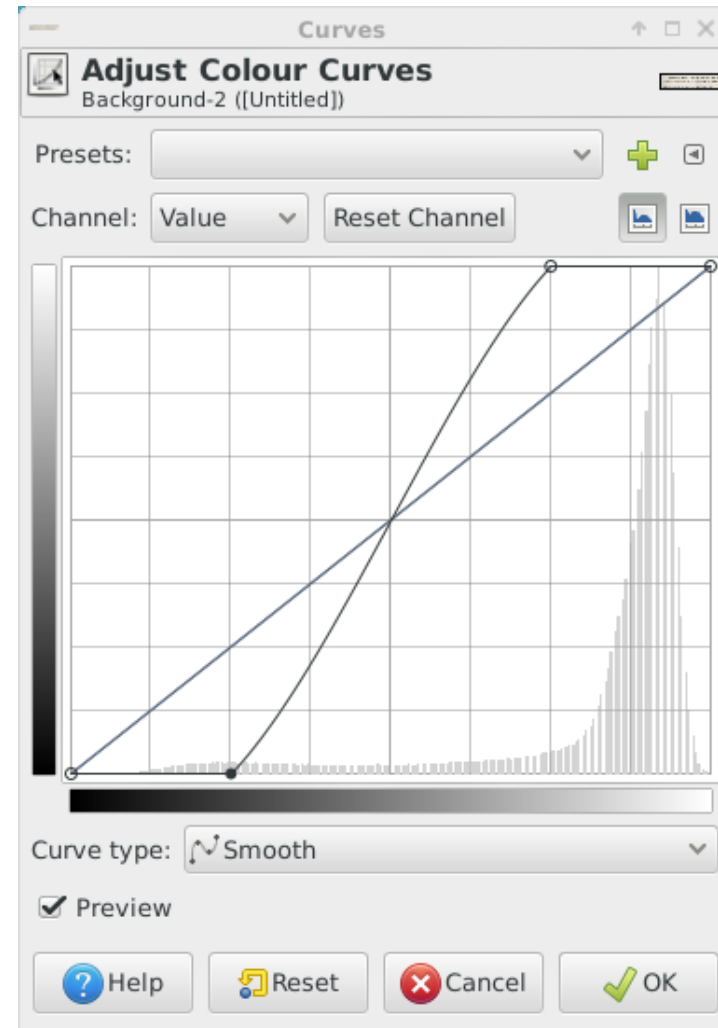 Curves
Adjust Colour Curves
Background-2 ([Untitled])
Presets:
Channel: Value Reset Channel
Curve type: Smooth
Preview
Help Reset Cancel OK